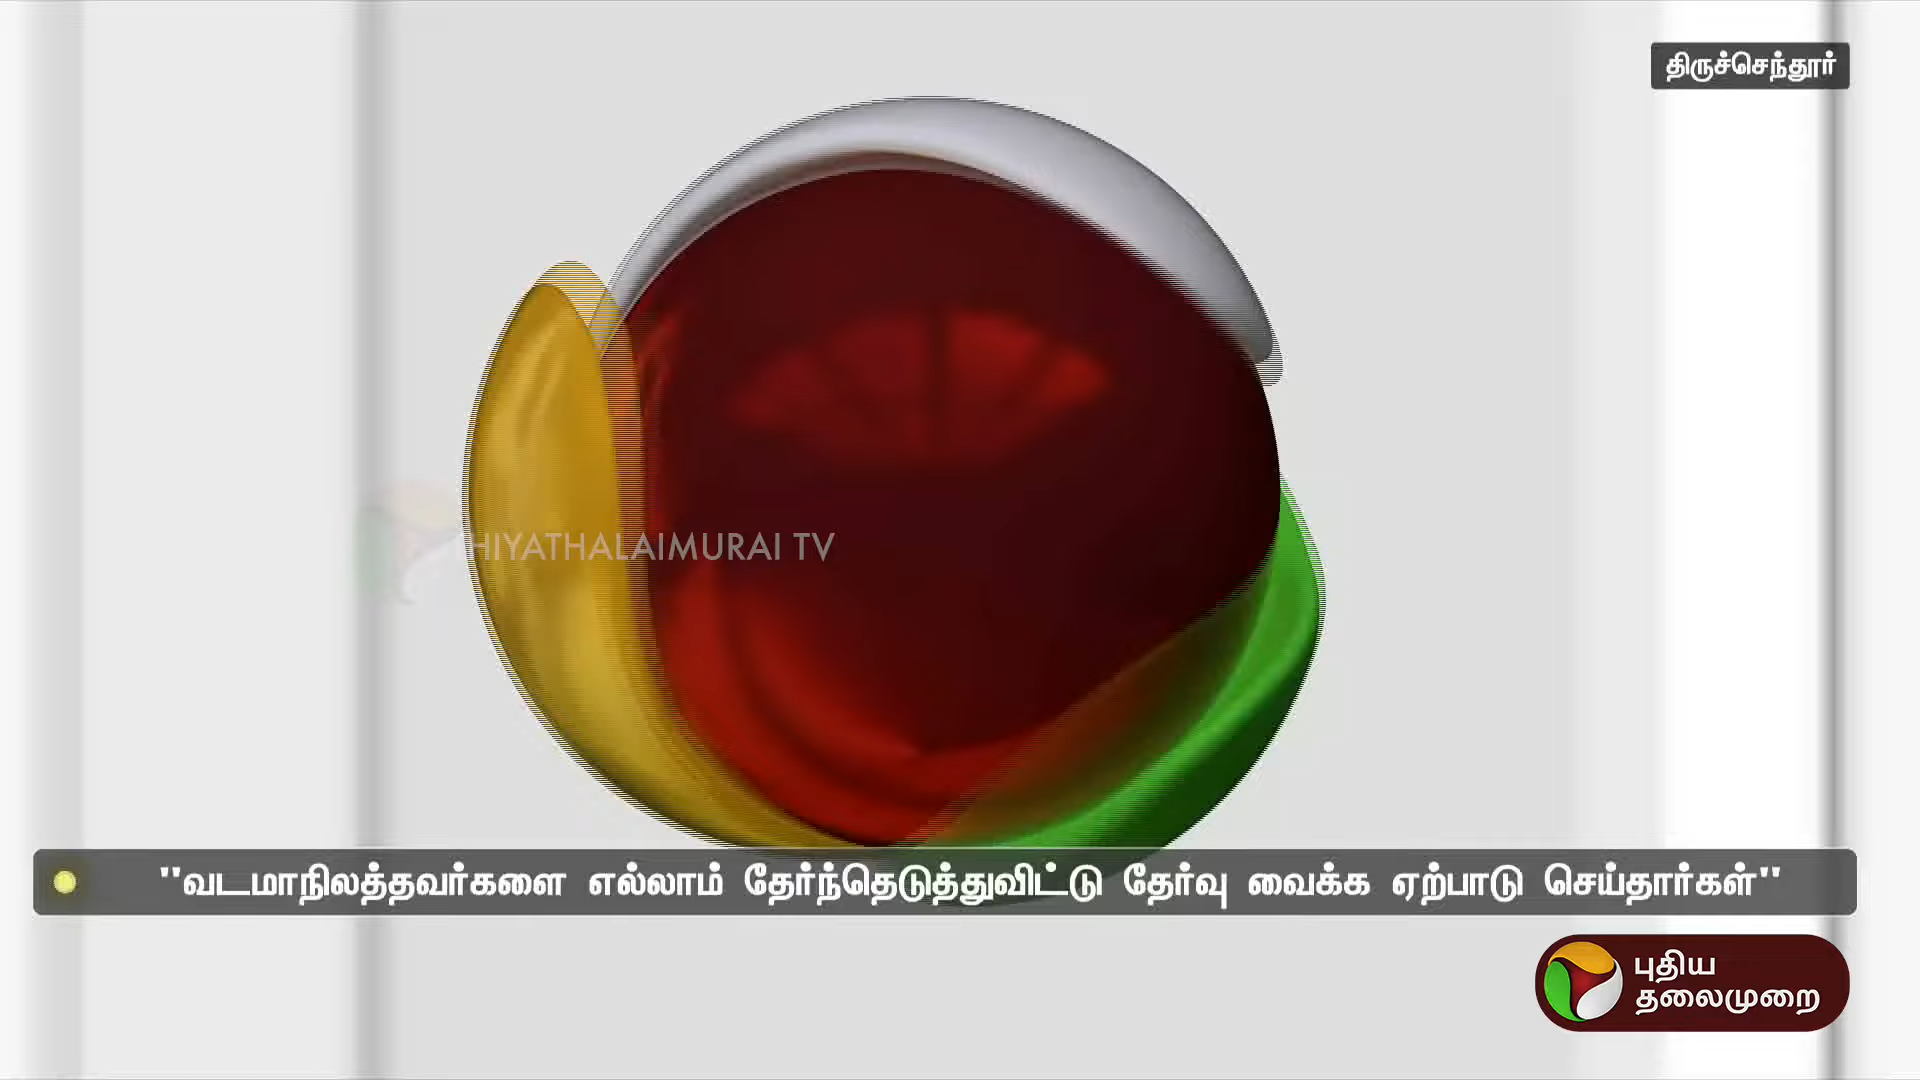 திருச்செந்தூர்
HIYATHALAIMURAI TV
"வடமாநிலத்தவர்களை எல்லாம் தேர்ந்தெடுத்துவிட்டு தேர்வு வைக்க ஏற்பாடு செய்தார்கள்"
புதிய
தலைமுறை